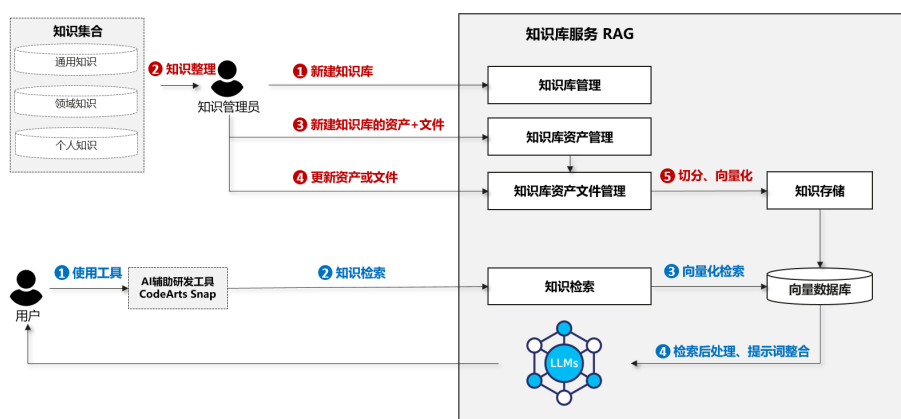 知识集合
通用知识
领域知识
个人知识
❷ 知识整理
知识管理员
❶ 新建知识库
❸ 新建知识库的资产+文件
❹ 更新资产或文件
知识库服务 RAG
知识库管理
知识库资产管理
知识库资产文件管理
❺ 切分、向量化
知识存储
用户
❶ 使用工具
AI辅助研发工具
CodeArts Snap
❷ 知识检索
知识检索
❸ 向量化检索
向量数据库
LLMs
❹ 检索后处理、提示词整合